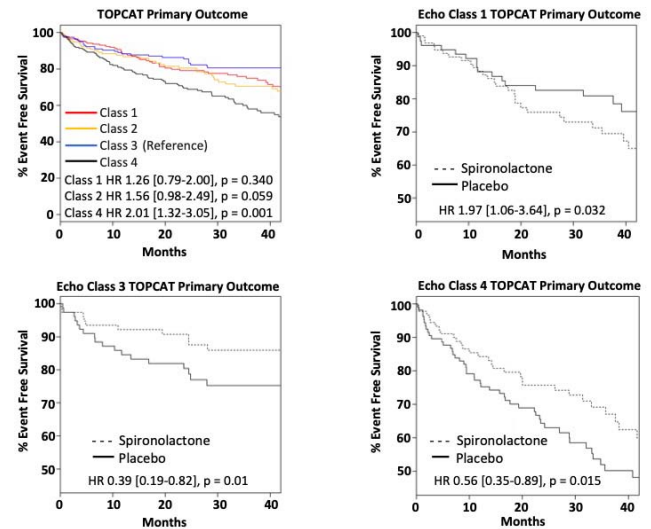 TOPCAT Primary Outcome
% Event Free Survival
100
80
60
40
20
0
Class 1
Class 2
Class 3 (Reference)
Class 4
Class 1 HR 1.26 [0.79-2.00], p = 0.340
Class 2 HR 1.56 [0.98-2.49], p = 0.059
Class 4 HR 2.01 [1.32-3.05], p = 0.001
0 10 20 30 40
Months
Echo Class 1 TOPCAT Primary Outcome
% Event Free Survival
100
90
80
70
60
50
Spironolactone
Placebo
HR 1.97 [1.06-3.64], p = 0.032
0 10 20 30 40
Months
Echo Class 3 TOPCAT Primary Outcome
% Event Free Survival
100
90
80
70
60
50
Spironolactone
Placebo
HR 0.39 [0.19-0.82], p = 0.01
0 10 20 30 40
Months
Echo Class 4 TOPCAT Primary Outcome
% Event Free Survival
100
90
80
70
60
50
Spironolactone
Placebo
HR 0.56 [0.35-0.89], p = 0.015
0 10 20 30 40
Months